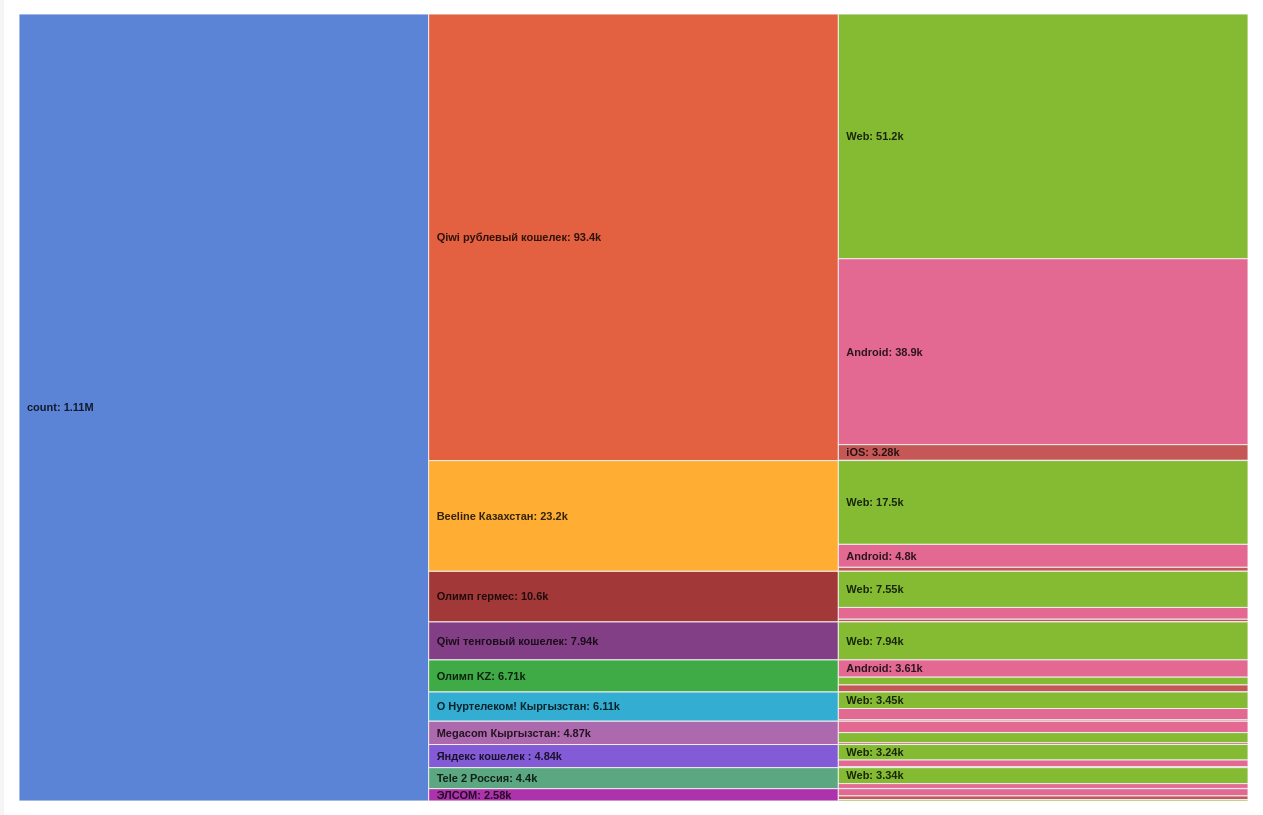 count: 1.11M
Qiwi рублевый кошелек: 93.4k
Beeline Казахстан: 23.2k
Олимп гермес: 10.6k
Qiwi тенговый кошелек: 7.94k
Олимп KZ: 6.71k
О Нуртелеком! Кыргызстан: 6.11k
Megacom Кыргызстан: 4.87k
Яндекс кошелек : 4.84k
Tele 2 Россия: 4.4k
ЭЛСОМ: 2.58k
Web: 51.2k
Android: 38.9k
iOS: 3.28k
Web: 17.5k
Android: 4.8k
Web: 7.55k
Web: 7.94k
Android: 3.61k
Web: 3.45k
Web: 3.24k
Web: 3.34k